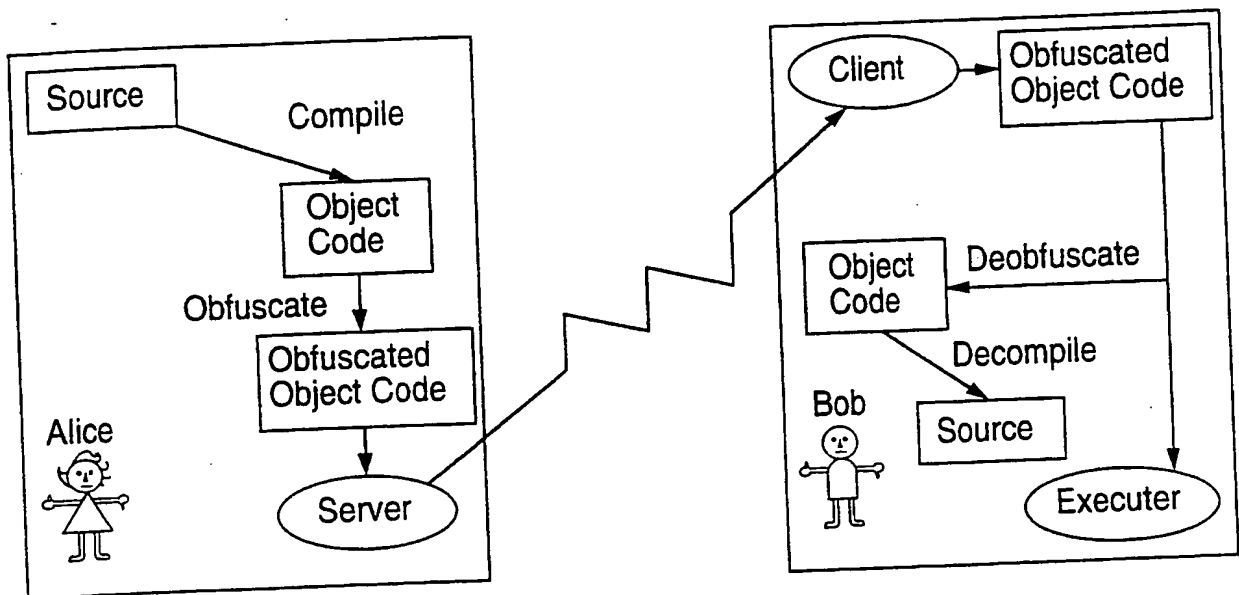 Source
Compile
Object
Code
Obfuscate
Obfuscated
Object Code
Alice
Server
Client
Obfuscated
Object Code
Object
Code
Deobfuscate
Decompile
Bob
Source
Executer